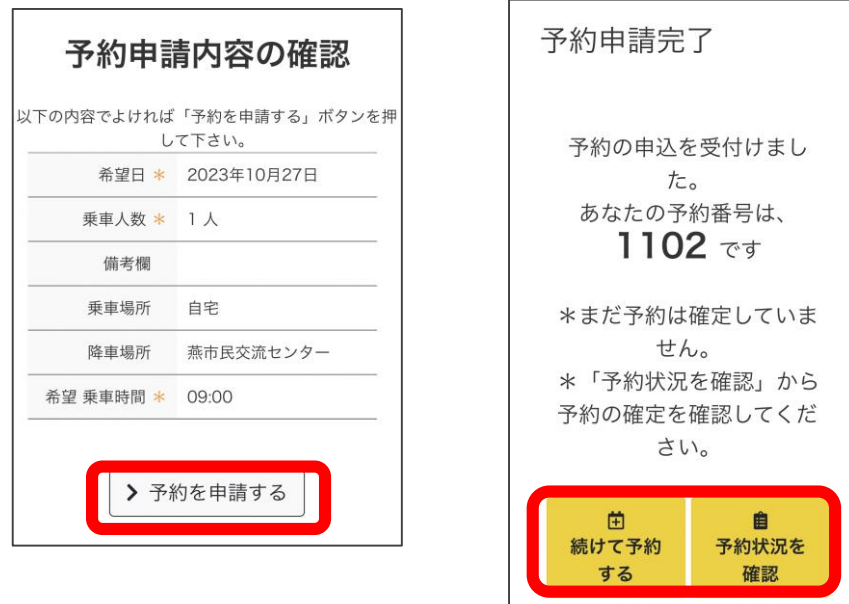 予約申請内容の確認
以下の内容でよければ「予約を申請する」ボタンを押
して下さい。
希望日 ＊ 2023年10月27日
乗車人数 ＊ 1 人
備考欄
乗車場所 自宅
降車場所 燕市民交流センター
希望 乗車時間 ＊ 09:00
予約を申請する
予約申請完了
予約の申込を受付けまし
た。
あなたの予約番号は、
1102 です
＊まだ予約は確定していま
せん。
＊「予約状況を確認」から
予約の確定を確認してくだ
さい。
続けて予約
する
予約状況を
確認